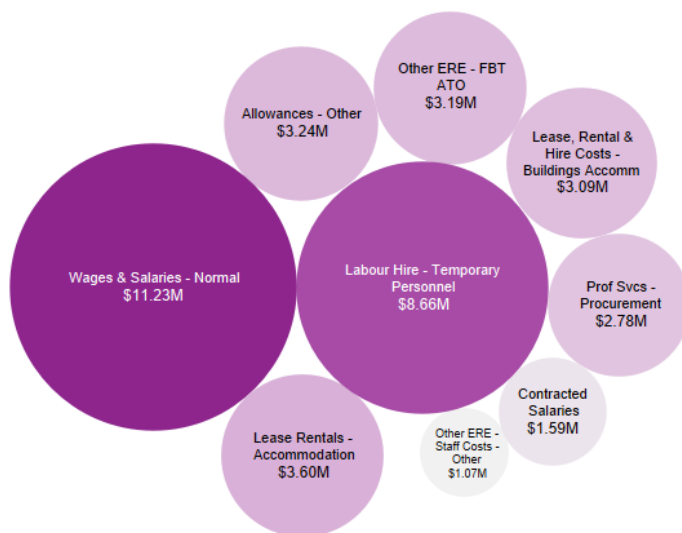 Other ERE - FBT
ATO
$3.19M
Allowances - Other
$3.24M
Lease, Rental &
Hire Costs -
Buildings Accomm
$3.09M
Wages & Salaries - Normal
$11.23M
Labour Hire - Temporary
Personnel
$8.66M
Prof Svcs -
Procurement
$2.78M
Contracted
Salaries
$1.59M
Lease Rentals -
Accommodation
$3.60M
Other ERE -
Staff Costs -
Other
$1.07M